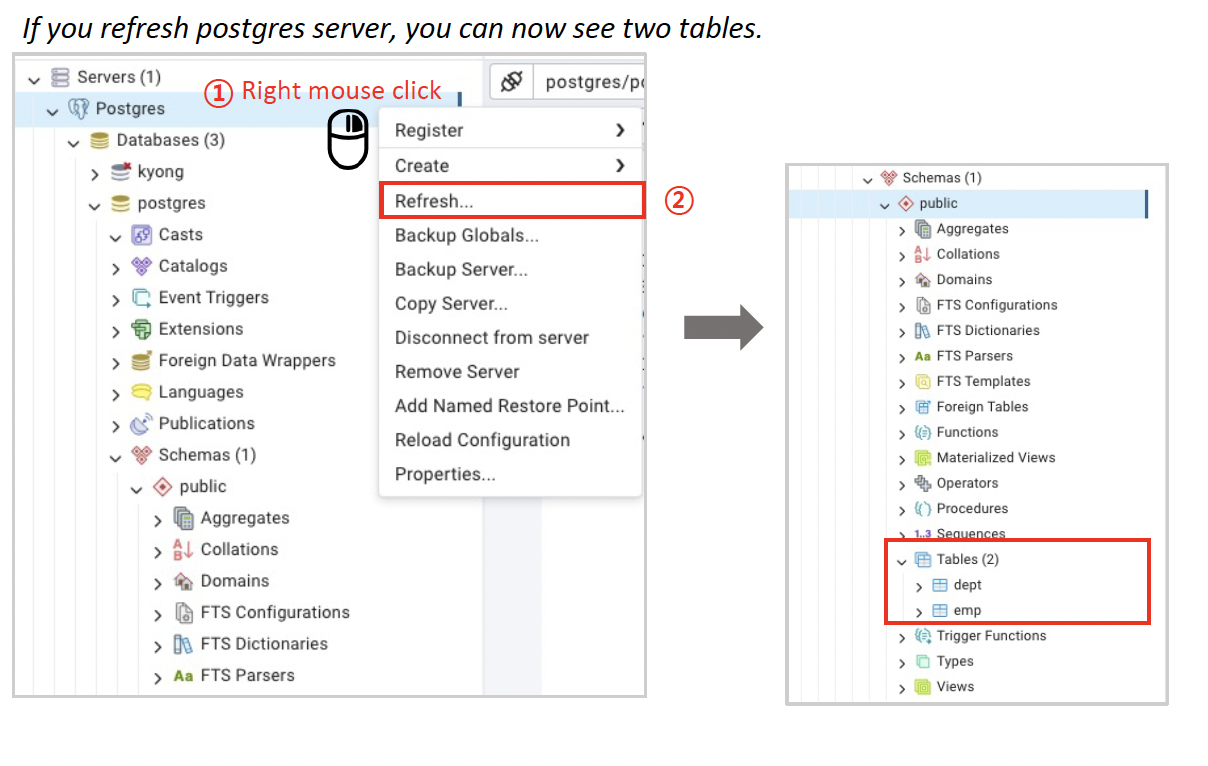 If you refresh postgres server, you can now see two tables.
Servers (1)
① Right mouse click
postgres/po
Postgres
Databases (3)
kyong
postgres
Casts
Catalogs
Event Triggers
Extensions
Foreign Data Wrappers
Languages
Publications
Schemas (1)
public
Aggregates
Collations
Domains
FTS Configurations
FTS Dictionaries
Aa FTS Parsers
Register
Create
Refresh...
②
Backup Globals...
Backup Server...
Copy Server...
Disconnect from server
Remove Server
Add Named Restore Point...
Reload Configuration
Properties...
Schemas (1)
public
Aggregates
Collations
Domains
FTS Configurations
FTS Dictionaries
Aa FTS Parsers
FTS Templates
Foreign Tables
Functions
Materialized Views
Operators
Procedures
1..3 Sequences
Tables (2)
dept
emp
Trigger Functions
Types
Views